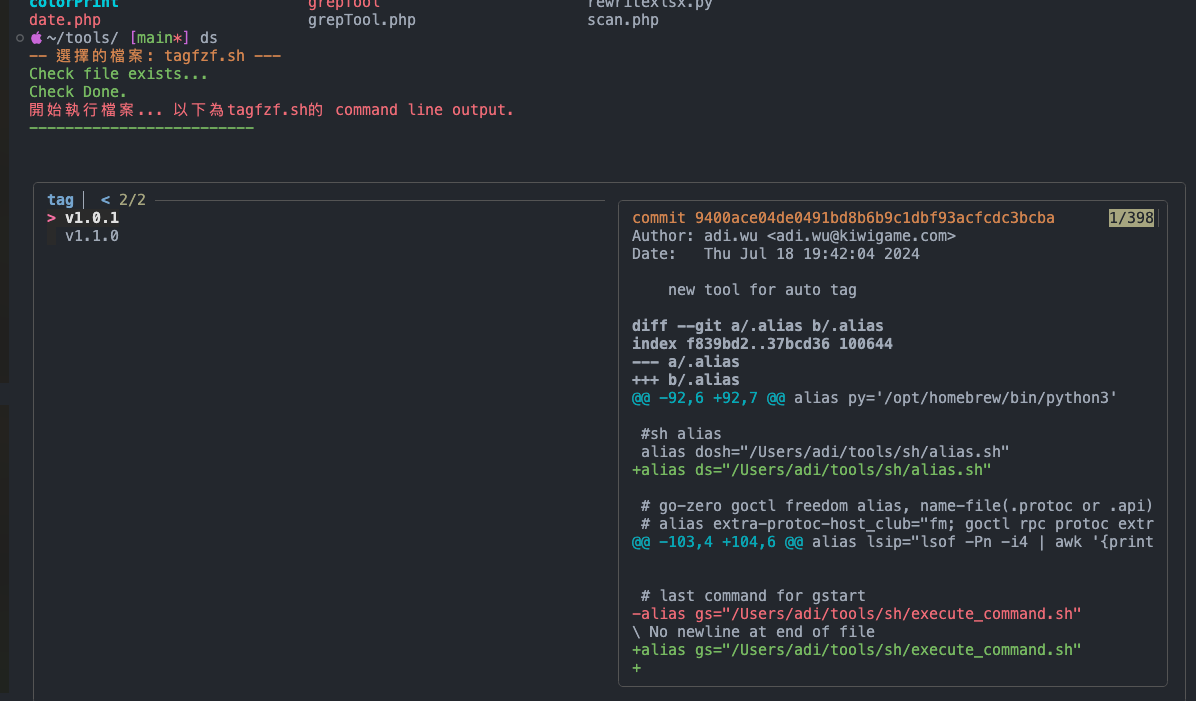 colorPrint grepTool rewritexlsx.py
date.php grepTool.php scan.php
~/tools/ [main*] ds
-- 選擇的檔案: tagfzf.sh ---
Check file exists...
Check Done.
開始執行檔案... 以下為tagfzf.sh的 command line output.
-------------------------
tag │ < 2/2
> v1.0.1
v1.1.0
commit 9400ace04de0491bd8b6b9c1dbf93acfcdc3bcba 1/398
Author: adi.wu <adi.wu@kiwigame.com>
Date:   Thu Jul 18 19:42:04 2024
new tool for auto tag
diff --git a/.alias b/.alias
index f839bd2..37bcd36 100644
--- a/.alias
+++ b/.alias
@@ -92,6 +92,7 @@ alias py='/opt/homebrew/bin/python3'
#sh alias
alias dosh="/Users/adi/tools/sh/alias.sh"
+alias ds="/Users/adi/tools/sh/alias.sh"
# go-zero goctl freedom alias, name-file(.protoc or .api)
# alias extra-protoc-host_club="fm; goctl rpc protoc extr
@@ -103,4 +104,6 @@ alias lsip="lsof -Pn -i4 | awk '{print
# last command for gstart
-alias gs="/Users/adi/tools/sh/execute_command.sh"
\ No newline at end of file
+alias gs="/Users/adi/tools/sh/execute_command.sh"
+